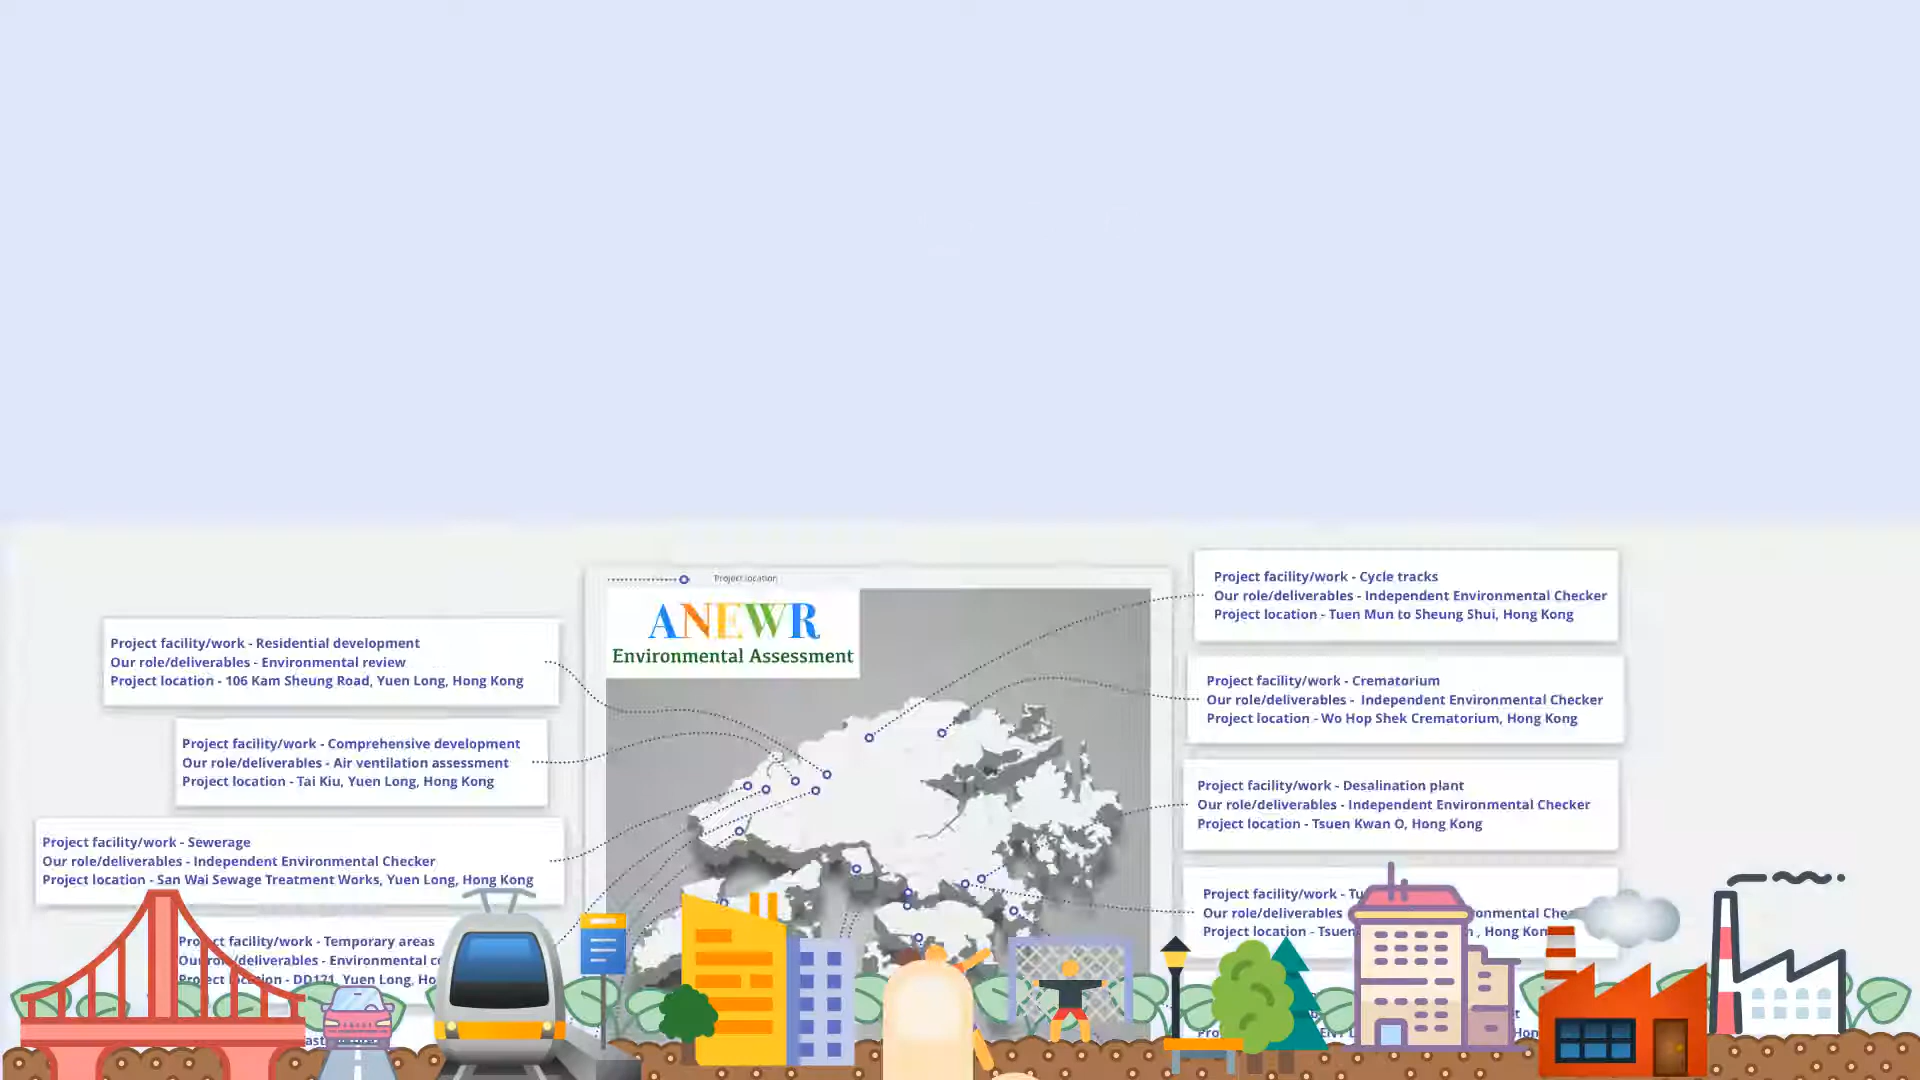 Project location
ANEWR
Environmental Assessment
Project facility/work - Residential development
Our role/deliverables - Environmental review
Project location - 106 Kam Sheung Road, Yuen Long, Hong Kong
Project facility/work - Comprehensive development
Our role/deliverables - Air ventilation assessment
Project location - Tai Kiu, Yuen Long, Hong Kong
Project facility/work - Sewerage
Our role/deliverables - Independent Environmental Checker
Project location - San Wai Sewage Treatment Works, Yuen Long, Hong Kong
Project facility/work - Temporary areas
Our role/deliverables - Environmental
Project location - DD171, Yuen Long,
Project facility/work - Cycle tracks
Our role/deliverables - Independent Environmental Checker
Project location - Tuen Mun to Sheung Shui, Hong Kong
Project facility/work - Crematorium
Our role/deliverables - Independent Environmental Checker
Project location - Wo Hop Shek Crematorium, Hong Kong
Project facility/work - Desalination plant
Our role/deliverables - Independent Environmental Checker
Project location - Tsuen Kwan O, Hong Kong
Project facility/work -
Our role/deliverables
Project location - , Hong